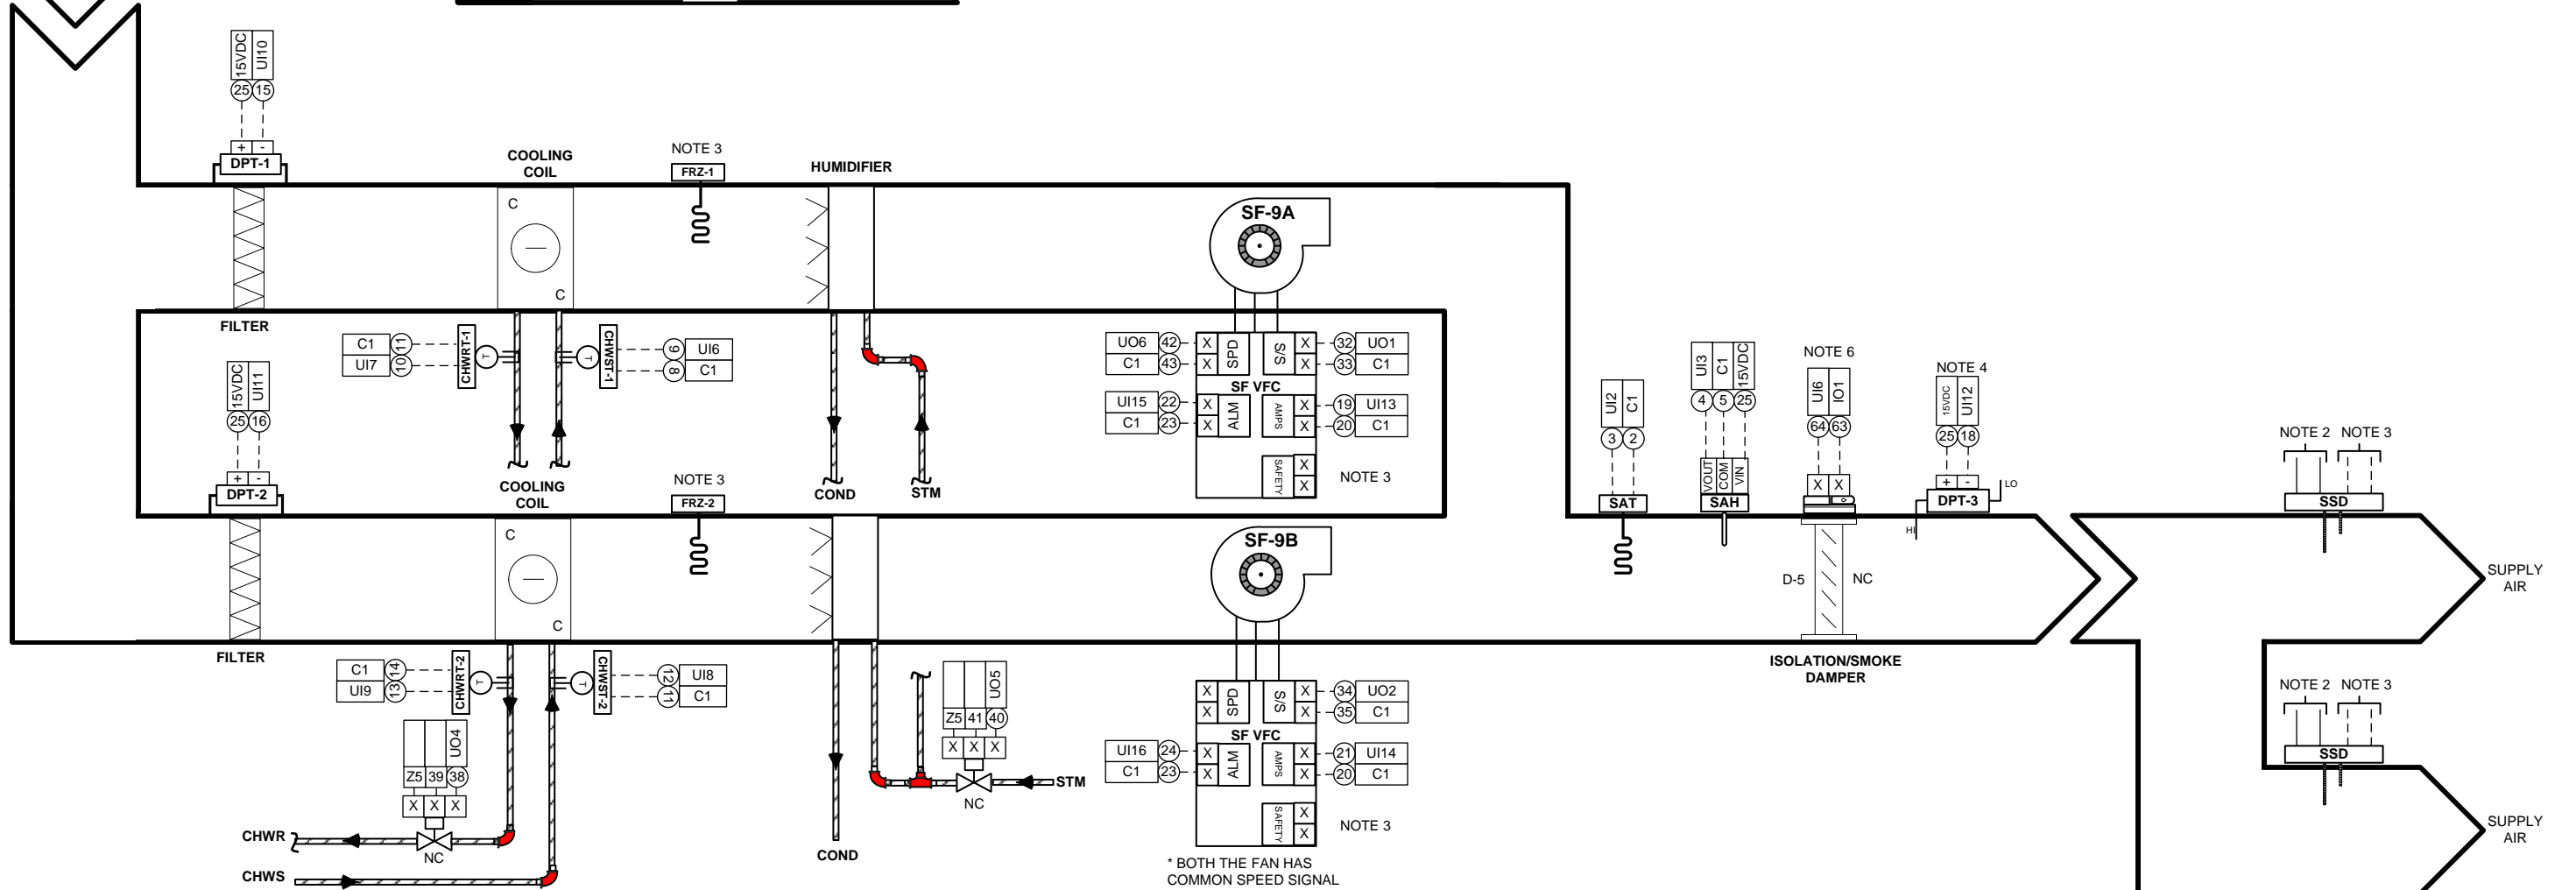 15VDC
UI10
25
15
+
-
DPT-1
COOLING
COIL
C
C
NOTE 3
FRZ-1
HUMIDIFIER
SF-9A
FILTER
C1
11
UI7
10
CHWRT-1
T
T
CHWST-1
9
UI6
8
C1
UO6
42
X
SPD
S/S
X
32
UO1
C1
43
X
X
33
C1
SF VFC
UI15
22
X
ALM
AMPS
X
19
UI13
C1
23
X
X
20
C1
SAFETY
X
X
NOTE 3
15VDC
UI11
25
16
+
-
DPT-2
COOLING
COIL
C
C
NOTE 3
FRZ-2
COND
STM
SF-9B
UI2
C1
3
2
SAT
UI3
C1
15VDC
4
5
25
VOUT
COM
VIN
SAH
NOTE 6
UI6
IO1
64
63
X
X
D-5
NC
NOTE 4
15VDC
UI12
25
18
+
-
DPT-3
LO
HI
NOTE 2
NOTE 3
SSD
SUPPLY
AIR
FILTER
ISOLATION/SMOKE
DAMPER
C1
14
UI9
13
CHWRT-2
T
T
CHWST-2
12
UI8
11
C1
UO4
Z5
39
38
X
X
X
NC
CHWR
CHWS
UO5
Z5
41
40
X
X
X
NC
STM
COND
X
SPD
S/S
X
34
UO2
X
X
35
C1
SF VFC
UI16
24
X
ALM
AMPS
X
21
UI14
C1
23
X
X
20
C1
SAFETY
X
X
NOTE 3
* BOTH THE FAN HAS
COMMON SPEED SIGNAL
NOTE 2
NOTE 3
SSD
SUPPLY
AIR